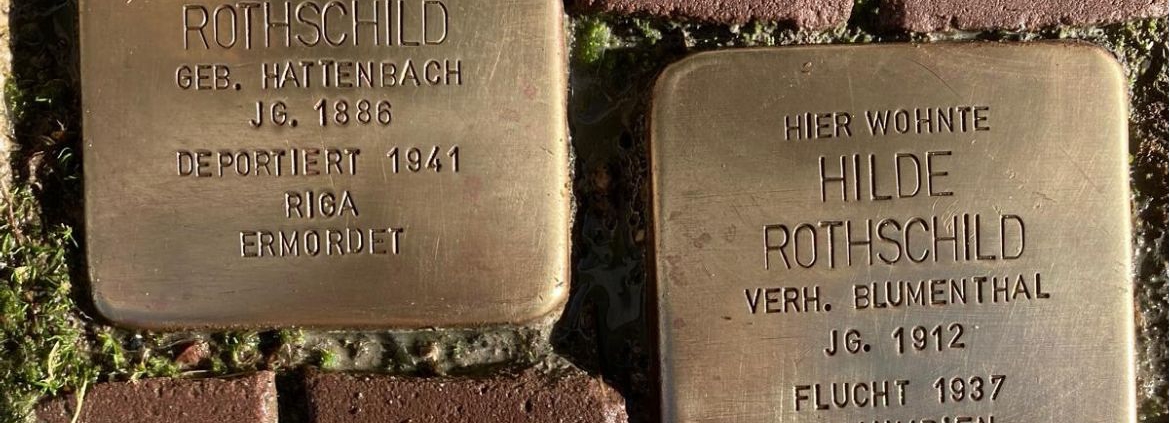 ROTHSCHILD
GEB. HATTENBACH
JG. 1886
DEPORTIERT 1941
RIGA
ERMORDET
HIER WOHNTE
HILDE
ROTHSCHILD
VERH. BLUMENTHAL
JG. 1912
FLUCHT 1937